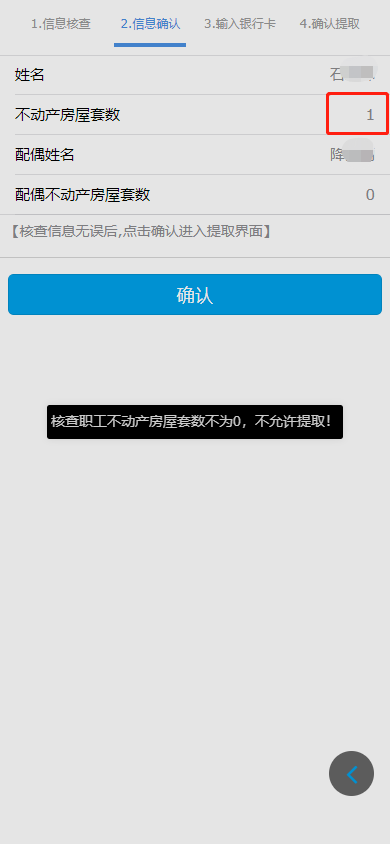 1.信息核查 2.信息确认 3.输入银行卡 4.确认提取
姓名 石
不动产房屋套数 1
配偶姓名 降
配偶不动产房屋套数 0
【核查信息无误后,点击确认进入提取界面】
确认
核查职工不动产房屋套数不为0，不允许提取!